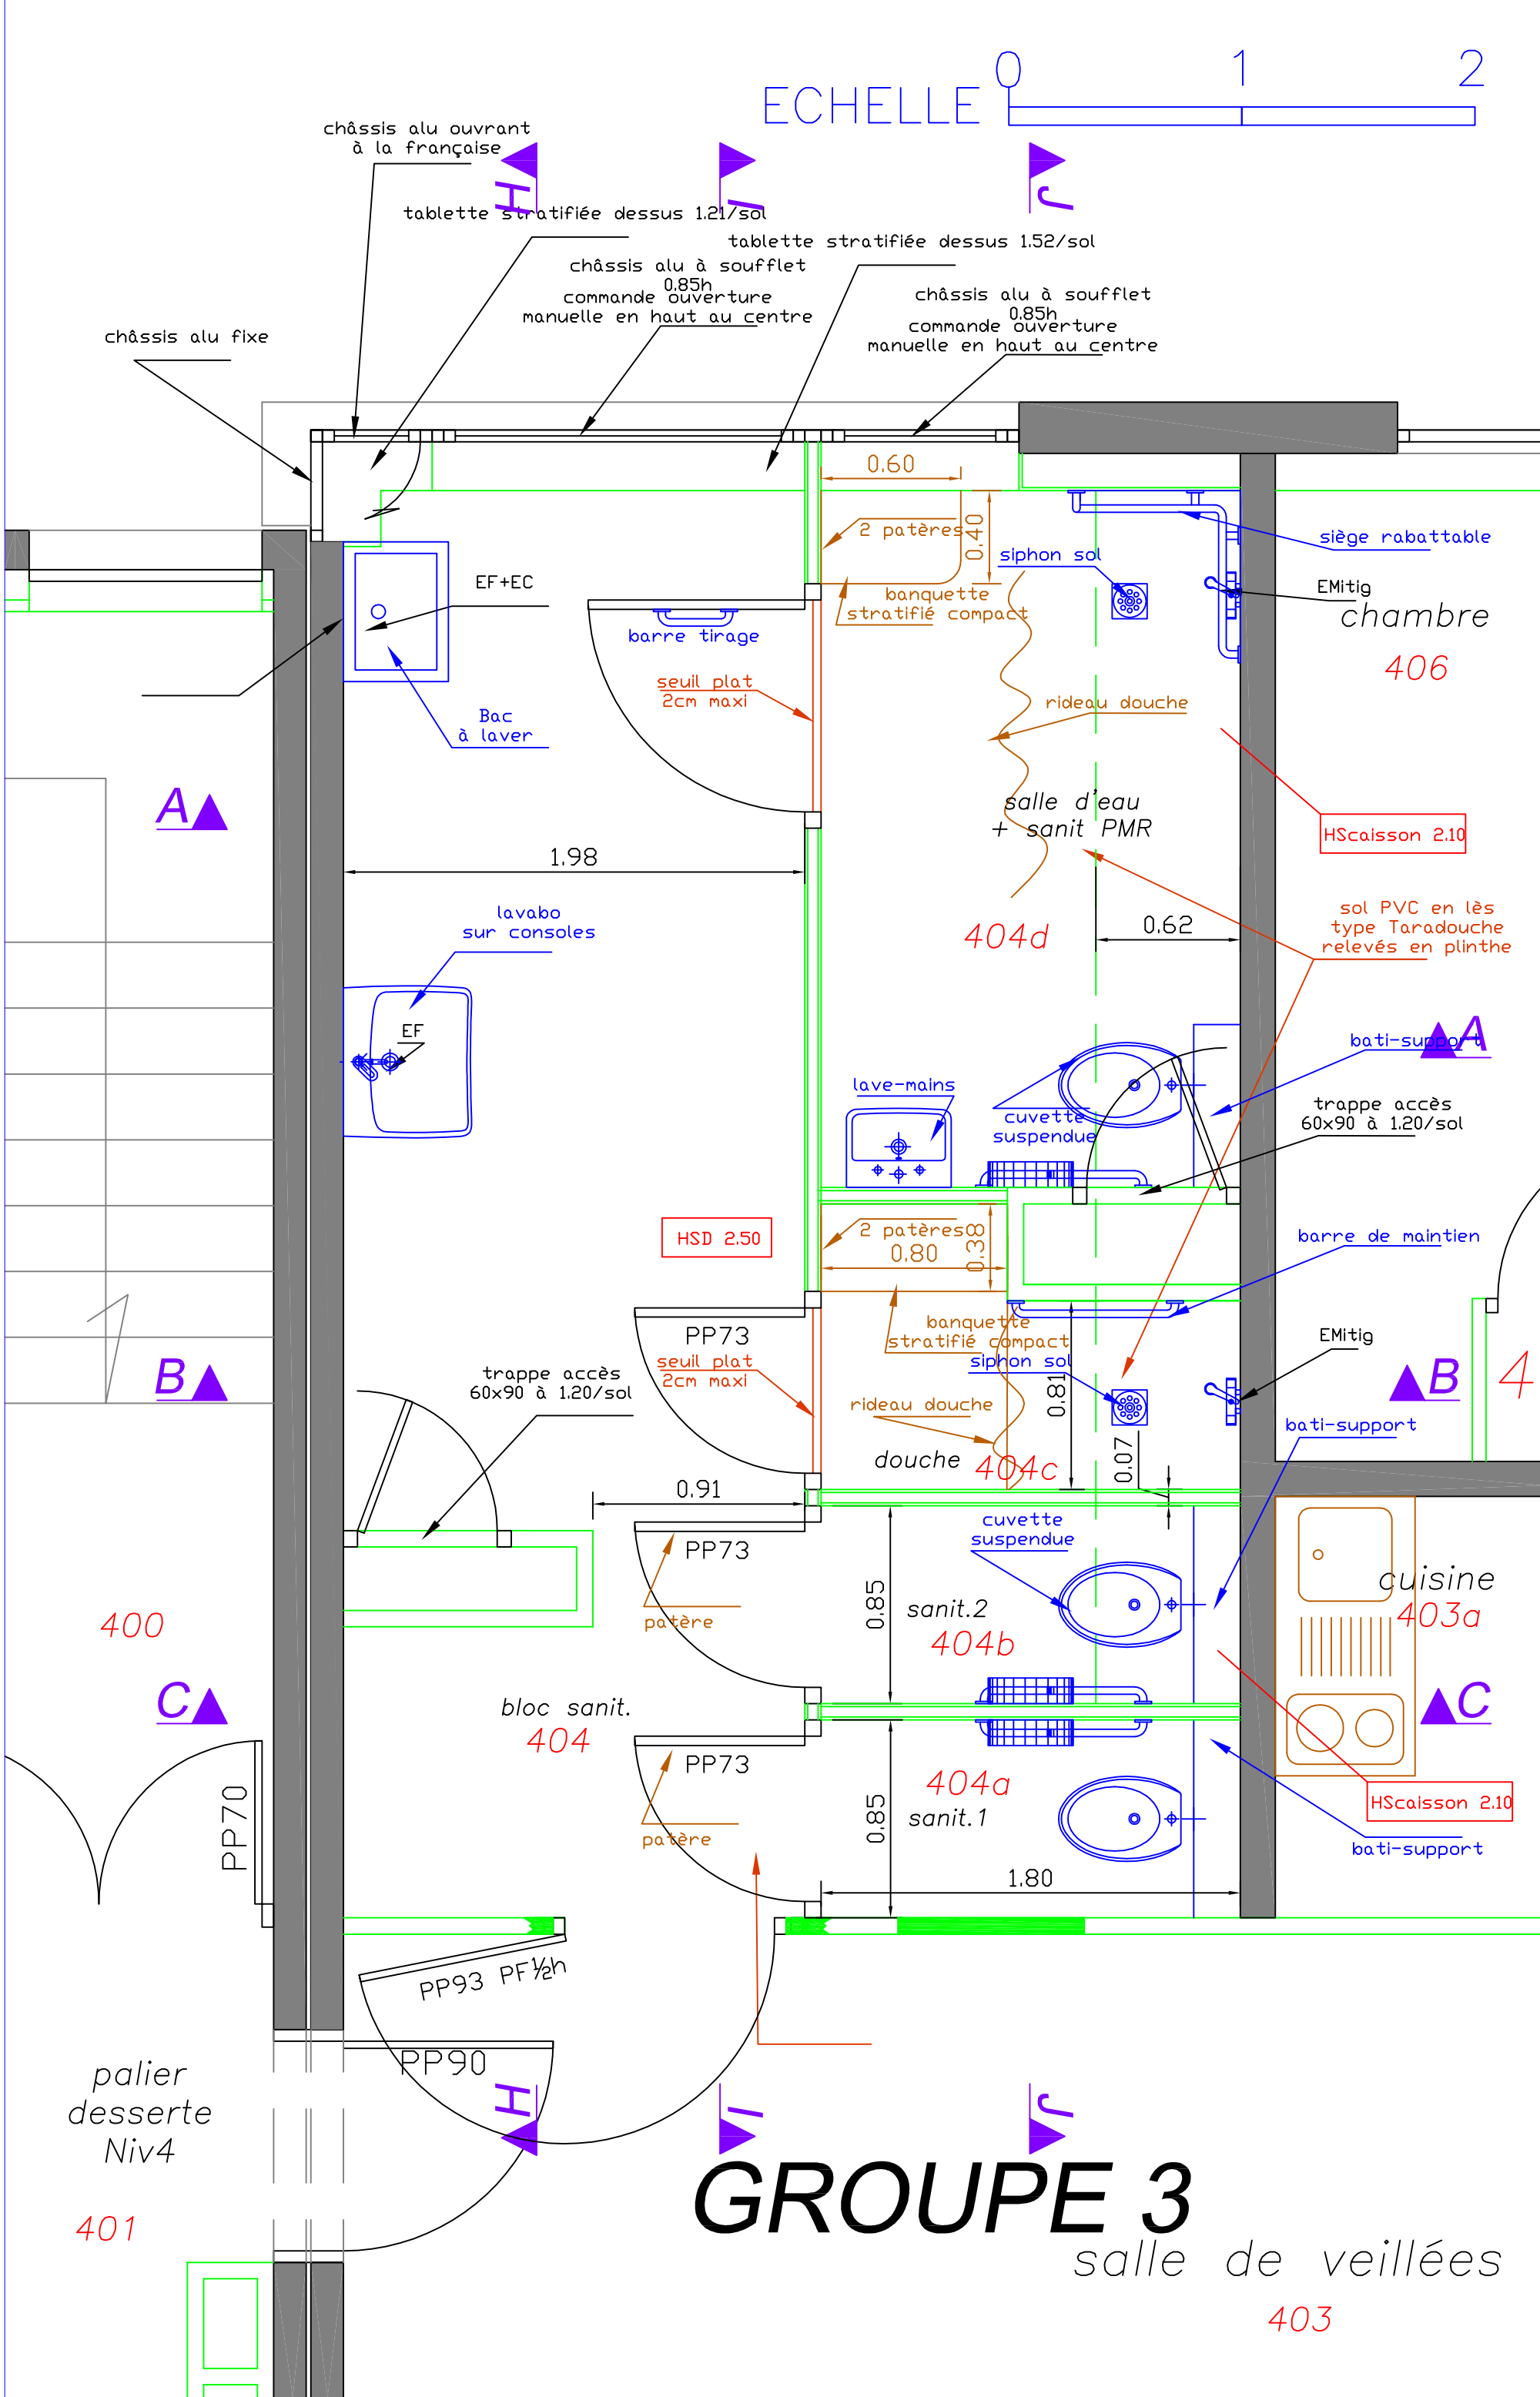 0 1 2
ECHELLE
châssis alu ouvrant
à la française
H I J
tablette stratifiée dessus 1.21/sol
tablette stratifiée dessus 1.52/sol
châssis alu à soufflet
0.85h
commande ouverture
manuelle en haut au centre
châssis alu à soufflet
0.85h
commande ouverture
manuelle en haut au centre
châssis alu fixe
0.60
2 patères
0.40
siphon sol
siège rabattable
EF+EC
EMitig
banquette
stratifié compact
chambre
406
barre tirage
seuil plat
2cm maxi
rideau douche
Bac
à laver
A
salle d'eau
+ sanit PMR
HScaisson 2.10
1.98
lavabo
sur consoles
404d
0.62
sol PVC en lès
type Taradouche
relevés en plinthe
EF
A
bati-support
lave-mains
cuvette
suspendue
trappe accès
60x90 à 1.20/sol
HSD 2.50
2 patères
0.38
0.80
barre de maintien
PP73
banquette
stratifié compact
EMitig
seuil plat
2cm maxi
siphon sol
B
B
4
trappe accès
60x90 à 1.20/sol
0.81
rideau douche
bati-support
douche
404c
0.07
0.91
cuvette
suspendue
PP73
0.85
sanit.2
404b
cuisine
403a
patère
400
C
C
bloc sanit.
404
PP73
404a
sanit.1
HScaisson 2.10
0.85
patère
bati-support
PP70
1.80
PP93 PF½h
PP90
palier
desserte
Niv4
H I J
GROUPE 3
401
salle de veillées
403